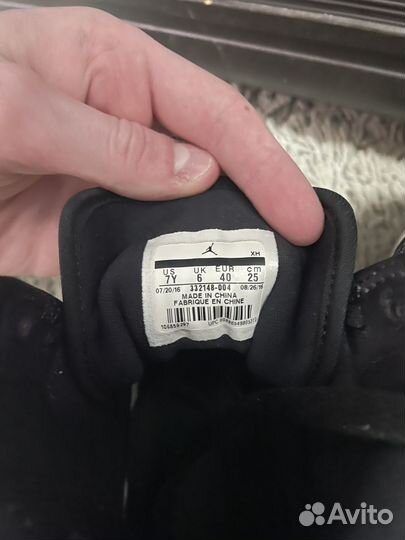 XH
US UK EUR cm
7Y 6 40 25
07/20/16 332148-004 08/26/16
MADE IN CHINA
FABRIQUE EN CHINE
Avito